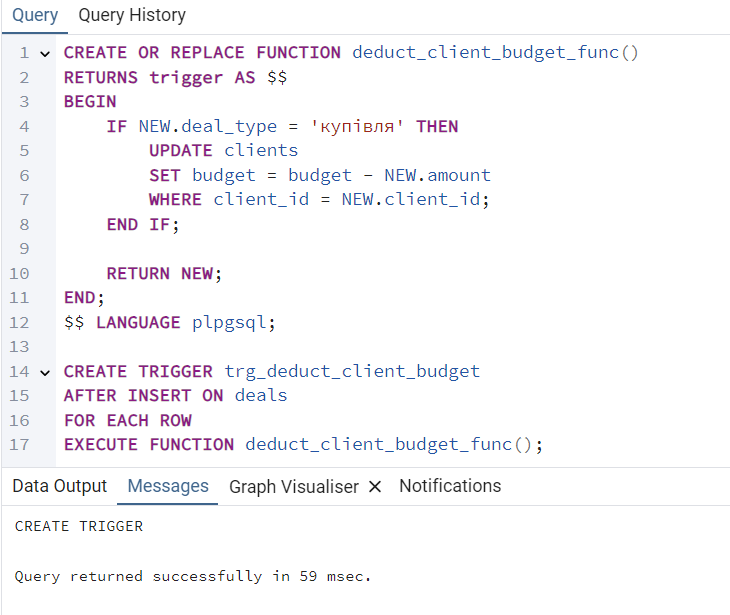 Query Query History
1 CREATE OR REPLACE FUNCTION deduct_client_budget_func()
2 RETURNS trigger AS $$
3 BEGIN
4 IF NEW.deal_type = 'купівля' THEN
5 UPDATE clients
6 SET budget = budget - NEW.amount
7 WHERE client_id = NEW.client_id;
8 END IF;
9
10 RETURN NEW;
11 END;
12 $$ LANGUAGE plpgsql;
13
14 CREATE TRIGGER trg_deduct_client_budget
15 AFTER INSERT ON deals
16 FOR EACH ROW
17 EXECUTE FUNCTION deduct_client_budget_func();
Data Output Messages Graph Visualiser × Notifications
CREATE TRIGGER
Query returned successfully in 59 msec.